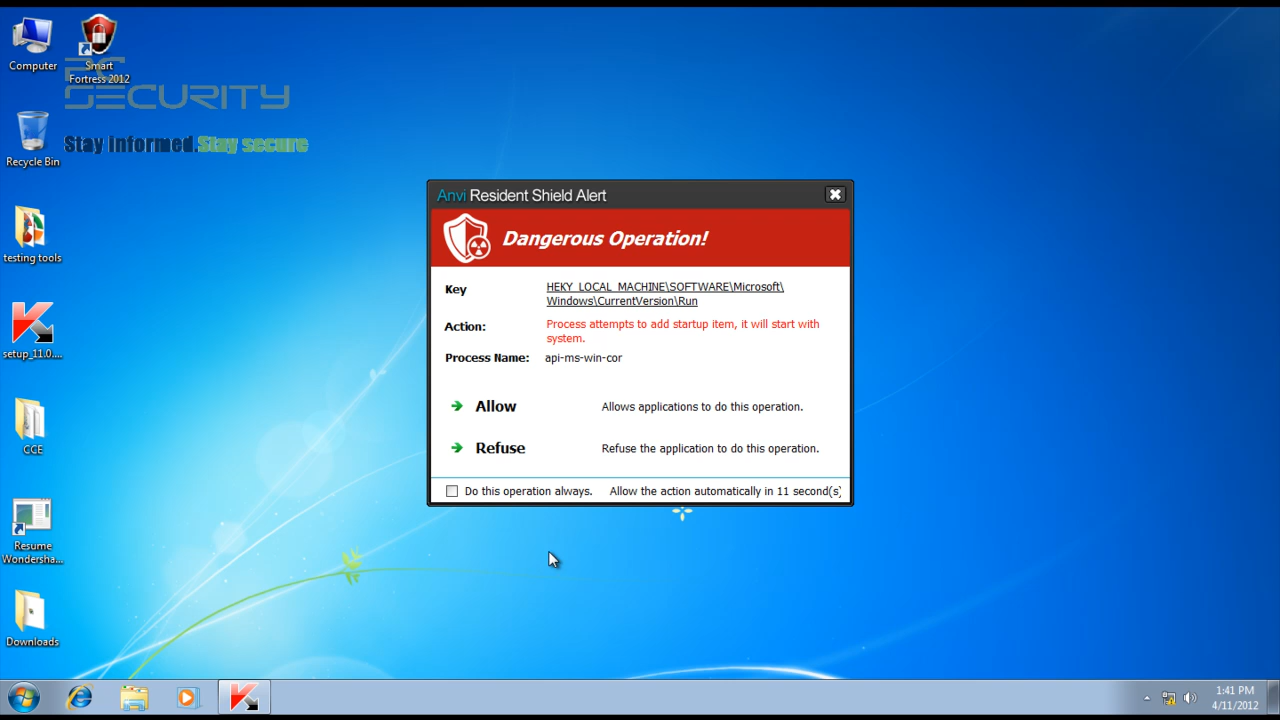 Computer
Smart
Fortress 2012
PC
SECURITY
Stay Informed.Stay secure
Recycle Bin
testing tools
setup_11.0....
CCE
Resume
Wondersha...
Downloads
Anvi Resident Shield Alert
Dangerous Operation!
Key
HEKY_LOCAL_MACHINE\SOFTWARE\Microsoft\
Windows\CurrentVersion\Run
Action:
Process attempts to add startup item, it will start with
system.
Process Name: api-ms-win-cor
Allow Allows applications to do this operation.
Refuse Refuse the application to do this operation.
Do this operation always. Allow the action automatically in 11 second(s)
1:41 PM
4/11/2012